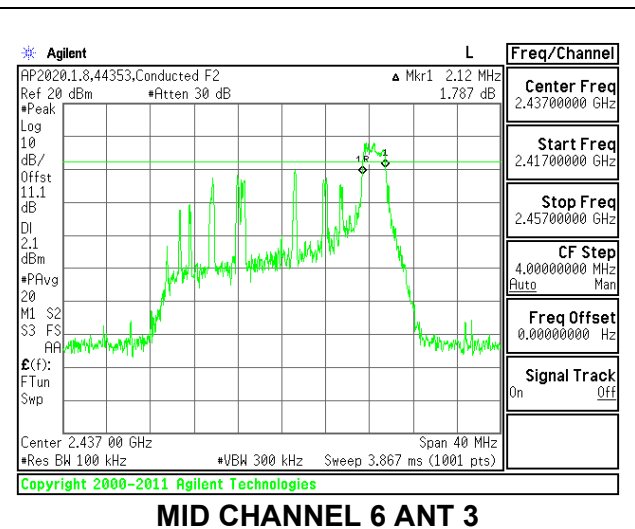 Agilent L
AP2020.1.8,44353,Conducted F2 Mkr1 2.12 MHz
Ref 20 dBm #Atten 30 dB 1.787 dB
#Peak
Log
10
dB/
Offst
11.1
dB
DI
2.1
dBm
#PAvg
20
M1 S2
S3 FS
AA
£(f):
FTun
Swp
1R
1
Center 2.437 00 GHz Span 40 MHz
#Res BW 100 kHz #VBW 300 kHz Sweep 3.867 ms (1001 pts)
Copyright 2000-2011 Agilent Technologies
Freq/Channel
Center Freq
2.43700000 GHz
Start Freq
2.41700000 GHz
Stop Freq
2.45700000 GHz
CF Step
4.00000000 MHz
Auto Man
Freq Offset
0.00000000 Hz
Signal Track
On Off
MID CHANNEL 6 ANT 3